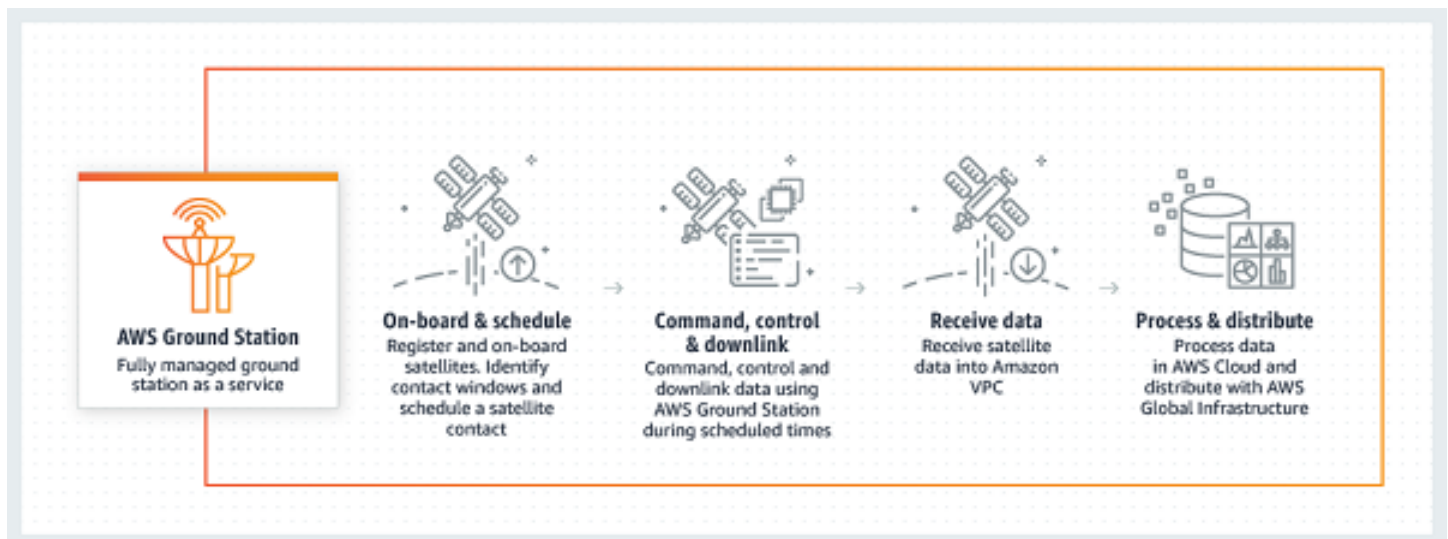 AWS Ground Station
Fully managed ground
station as a service
On-board & schedule
Register and on-board
satellites. Identify
contact windows and
schedule a satellite
contact
Command, control
& downlink
Command, control and
downlink data using
AWS Ground Station
during scheduled times
Receive data
Receive satellite
data into Amazon
VPC
Process & distribute
Process data
in AWS Cloud and
distribute with AWS
Global Infrastructure